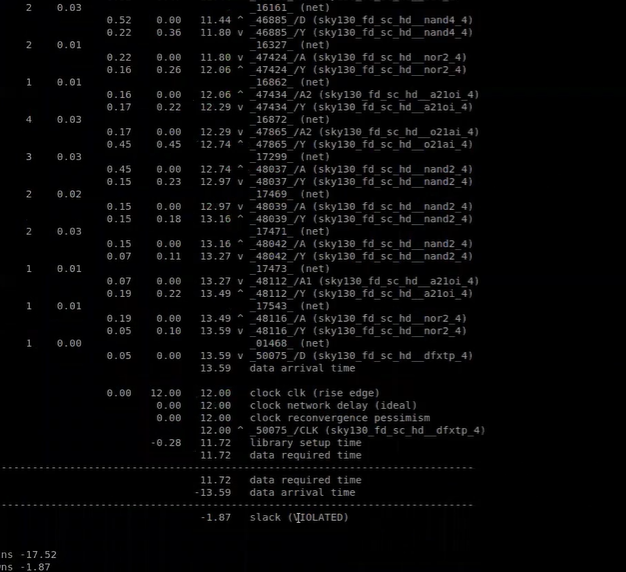 2 0.03 _16161_ (net)
0.52 0.00 11.44 ^ _46885_/D (sky130_fd_sc_hd__nand4_4)
0.22 0.36 11.80 v _46885_/Y (sky130_fd_sc_hd__nand4_4)
2 0.01 _16327_ (net)
0.22 0.00 11.80 v _47424_/A (sky130_fd_sc_hd__nor2_4)
0.16 0.26 12.06 ^ _47424_/Y (sky130_fd_sc_hd__nor2_4)
1 0.01 _16862_ (net)
0.16 0.00 12.06 ^ _47434_/A2 (sky130_fd_sc_hd__a21oi_4)
0.17 0.22 12.29 v _47434_/Y (sky130_fd_sc_hd__a21oi_4)
4 0.03 _16872_ (net)
0.17 0.00 12.29 v _47865_/A2 (sky130_fd_sc_hd__o21ai_4)
0.45 0.45 12.74 ^ _47865_/Y (sky130_fd_sc_hd__o21ai_4)
3 0.03 _17299_ (net)
0.45 0.00 12.74 ^ _48037_/A (sky130_fd_sc_hd__nand2_4)
0.15 0.23 12.97 v _48037_/Y (sky130_fd_sc_hd__nand2_4)
2 0.02 _17469_ (net)
0.15 0.00 12.97 v _48039_/A (sky130_fd_sc_hd__nand2_4)
0.15 0.18 13.16 ^ _48039_/Y (sky130_fd_sc_hd__nand2_4)
2 0.03 _17471_ (net)
0.15 0.00 13.16 ^ _48042_/A (sky130_fd_sc_hd__nand2_4)
0.07 0.11 13.27 v _48042_/Y (sky130_fd_sc_hd__nand2_4)
1 0.01 _17473_ (net)
0.07 0.00 13.27 v _48112_/A1 (sky130_fd_sc_hd__a21oi_4)
0.19 0.22 13.49 ^ _48112_/Y (sky130_fd_sc_hd__a21oi_4)
1 0.01 _17543_ (net)
0.19 0.00 13.49 ^ _48116_/A (sky130_fd_sc_hd__nor2_4)
0.05 0.10 13.59 v _48116_/Y (sky130_fd_sc_hd__nor2_4)
1 0.00 _01468_ (net)
0.05 0.00 13.59 v _50075_/D (sky130_fd_sc_hd__dfxtp_4)
13.59 data arrival time
0.00 12.00 12.00 clock clk (rise edge)
0.00 12.00 clock network delay (ideal)
0.00 12.00 clock reconvergence pessimism
12.00 ^ _50075_/CLK (sky130_fd_sc_hd__dfxtp_4)
-0.28 11.72 library setup time
11.72 data required time
-----------------------------------------------------------------------------
11.72 data required time
-13.59 data arrival time
-----------------------------------------------------------------------------
-1.87 slack (VIOLATED)
ns -17.52
ns -1.87